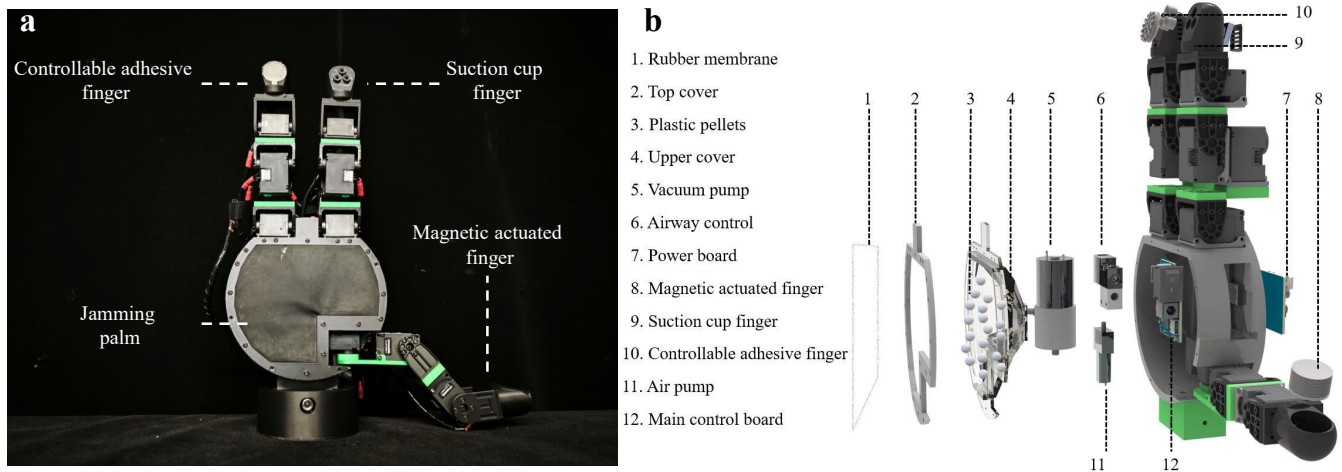 a
Controllable adhesive
finger
Suction cup
finger
Magnetic actuated
finger
Jamming
palm
b
1. Rubber membrane
2. Top cover
3. Plastic pellets
4. Upper cover
5. Vacuum pump
6. Airway control
7. Power board
8. Magnetic actuated finger
9. Suction cup finger
10. Controllable adhesive finger
11. Air pump
12. Main control board
10
9
1
2
3
4
5
6
7
8
11
12